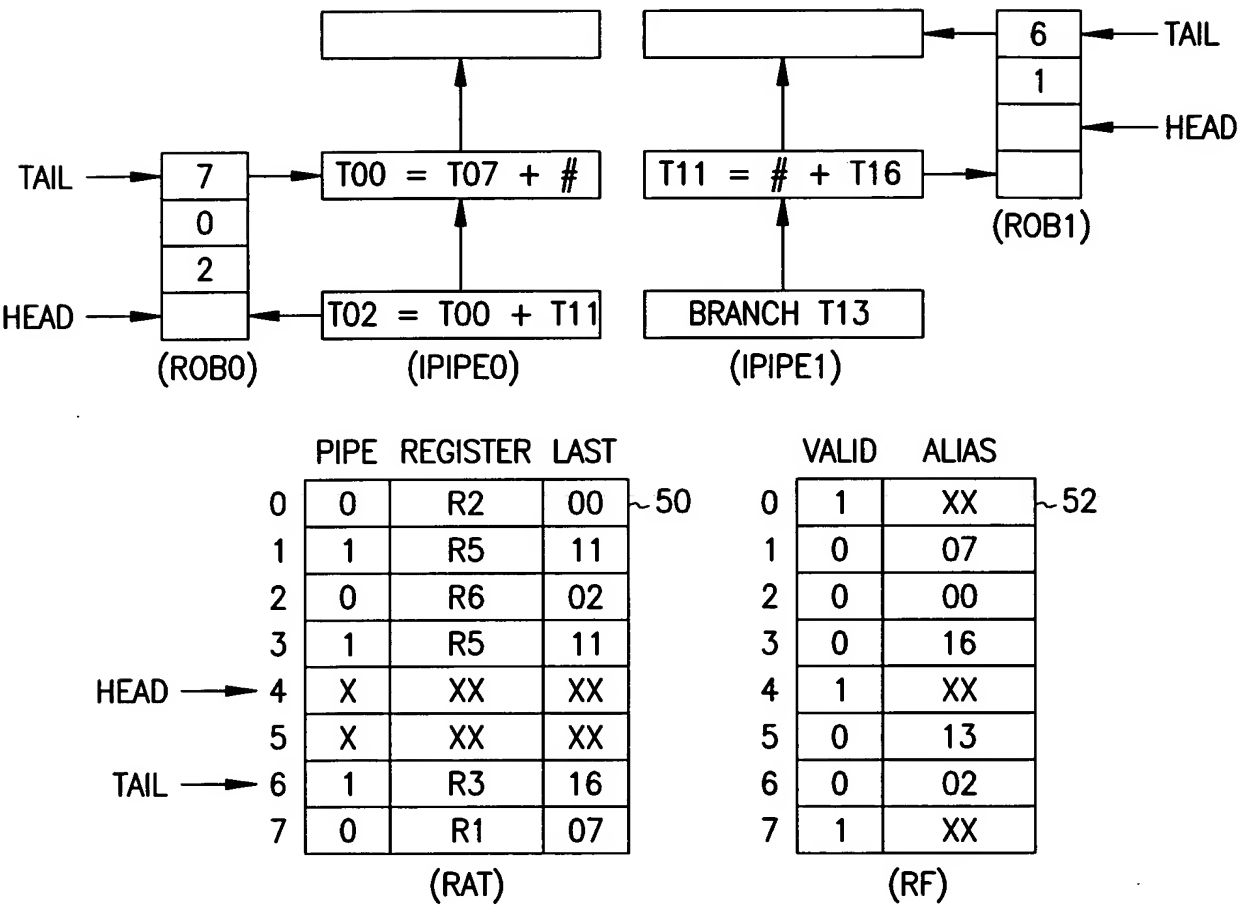 6 TAIL
1
HEAD
TAIL 7 T00 = T07 + # T11 = # + T16
0 (ROB1)
2
HEAD T02 = T00 + T11 BRANCH T13
(ROB0) (IPIPE0) (IPIPE1)
PIPE REGISTER LAST VALID ALIAS
0 0 R2 00 50 0 1 XX 52
1 1 R5 11 1 0 07
2 0 R6 02 2 0 00
3 1 R5 11 3 0 16
HEAD 4 X XX XX 4 1 XX
5 X XX XX 5 0 13
TAIL 6 1 R3 16 6 0 02
7 0 R1 07 7 1 XX
(RAT) (RF)